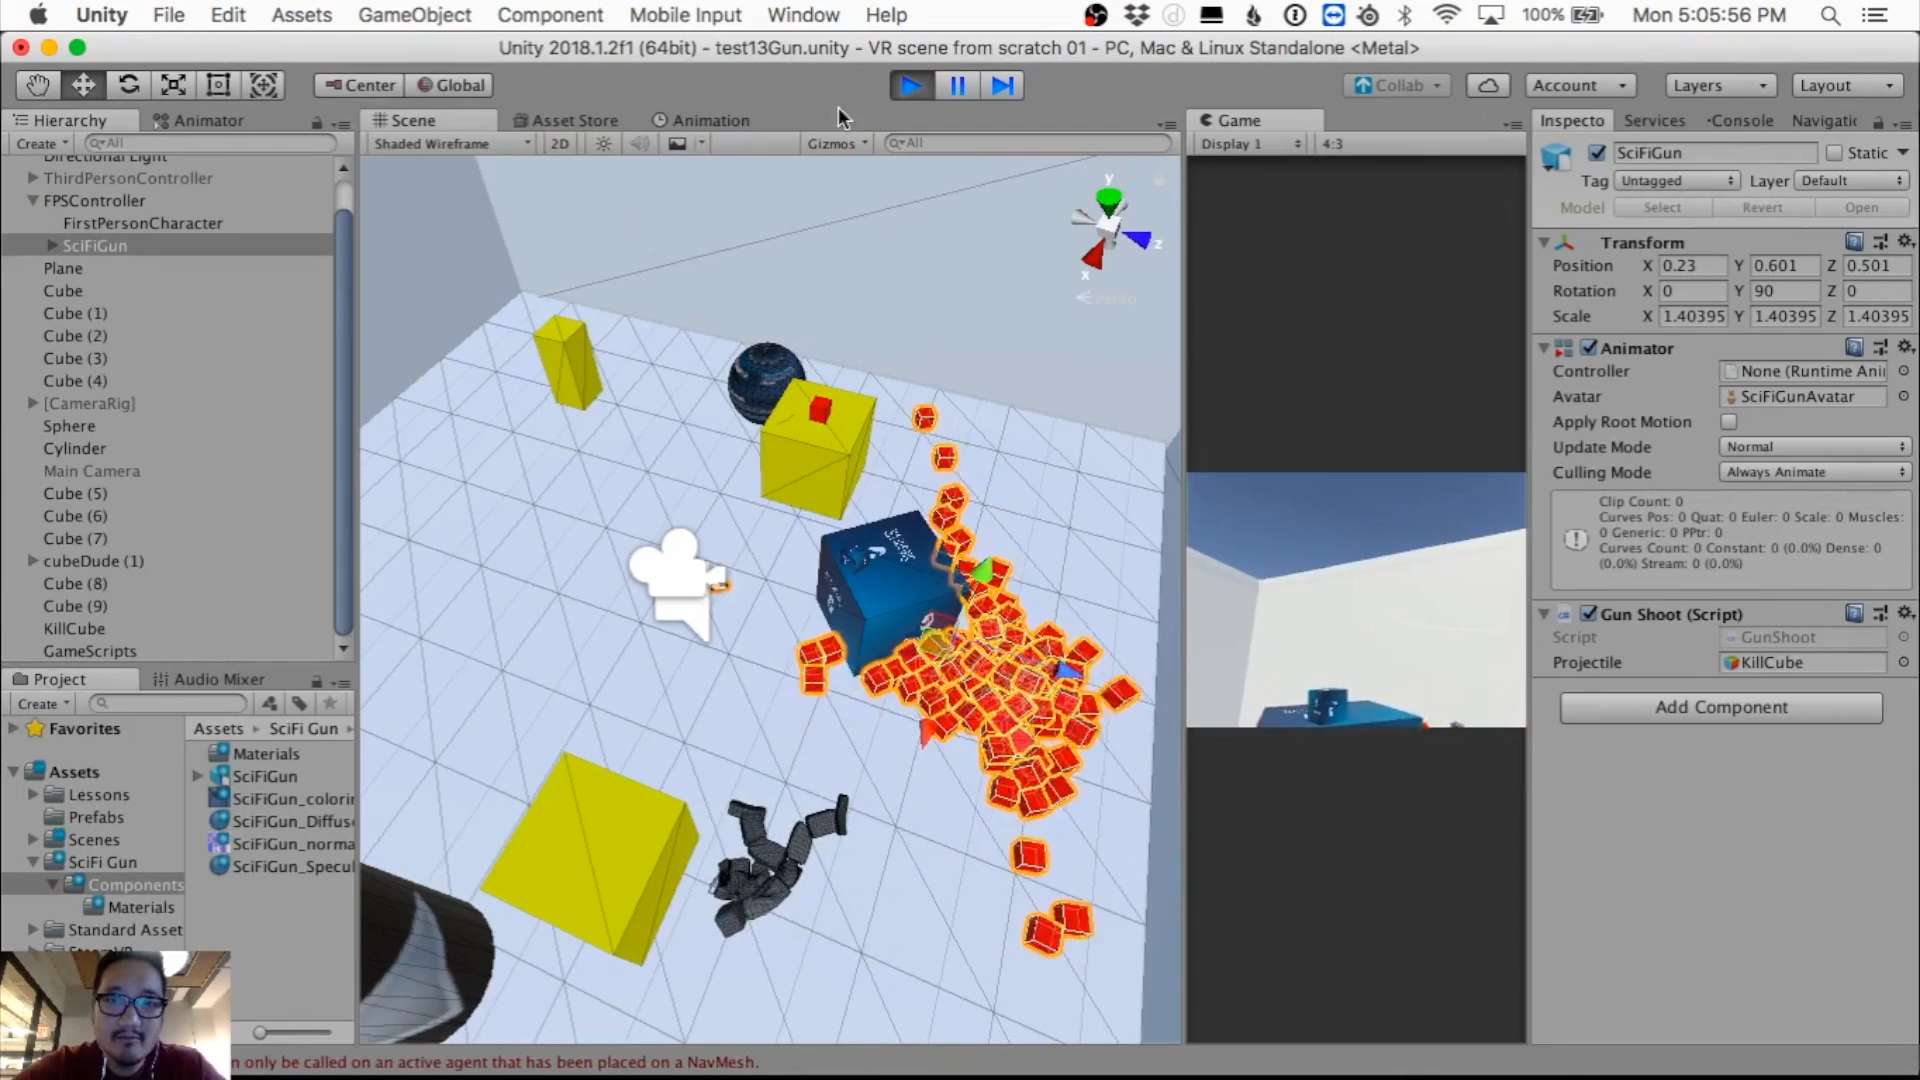 Unity File Edit Assets GameObject Component Mobile Input Window Help 100% Mon 5:05:56 PM
Unity 2018.1.2f1 (64bit) - test13Gun.unity - VR scene from scratch 01 - PC, Mac & Linux Standalone <Metal>
Center Global Collab Account Layers Layout
Hierarchy Animator
Create All
Directional Light
ThirdPersonController
FPSController
FirstPersonCharacter
SciFiGun
Plane
Cube
Cube (1)
Cube (2)
Cube (3)
Cube (4)
[CameraRig]
Sphere
Cylinder
Main Camera
Cube (5)
Cube (6)
Cube (7)
cubeDude (1)
Cube (8)
Cube (9)
KillCube
GameScripts
Project Audio Mixer
Create
Favorites
Assets
Lessons
Prefabs
Scenes
SciFi Gun
Components
Materials
Standard Asset
Assets SciFi Gun
Materials
SciFiGun
SciFiGun_colorin
SciFiGun_Diffuse
SciFiGun_norma
SciFiGun_Specul
Scene Asset Store Animation
Shaded Wireframe 2D Gizmos All
y
z
x
Persp
Game
Display 1 4:3
Inspecto Services Console Navigati
SciFiGun Static
Tag Untagged Layer Default
Model Select Revert Open
Transform
Position X 0.23 Y 0.601 Z 0.501
Rotation X 0 Y 90 Z 0
Scale X 1.40395 Y 1.40395 Z 1.40395
Animator
Controller None (Runtime Ani
Avatar SciFiGunAvatar
Apply Root Motion
Update Mode Normal
Culling Mode Always Animate
Clip Count: 0
Curves Pos: 0 Quat: 0 Euler: 0 Scale: 0 Muscles:
0 Generic: 0 PPtr: 0
Curves Count: 0 Constant: 0 (0.0%) Dense: 0
(0.0%) Stream: 0 (0.0%)
Gun Shoot (Script)
Script GunShoot
Projectile KillCube
Add Component
n only be called on an active agent that has been placed on a NavMesh.